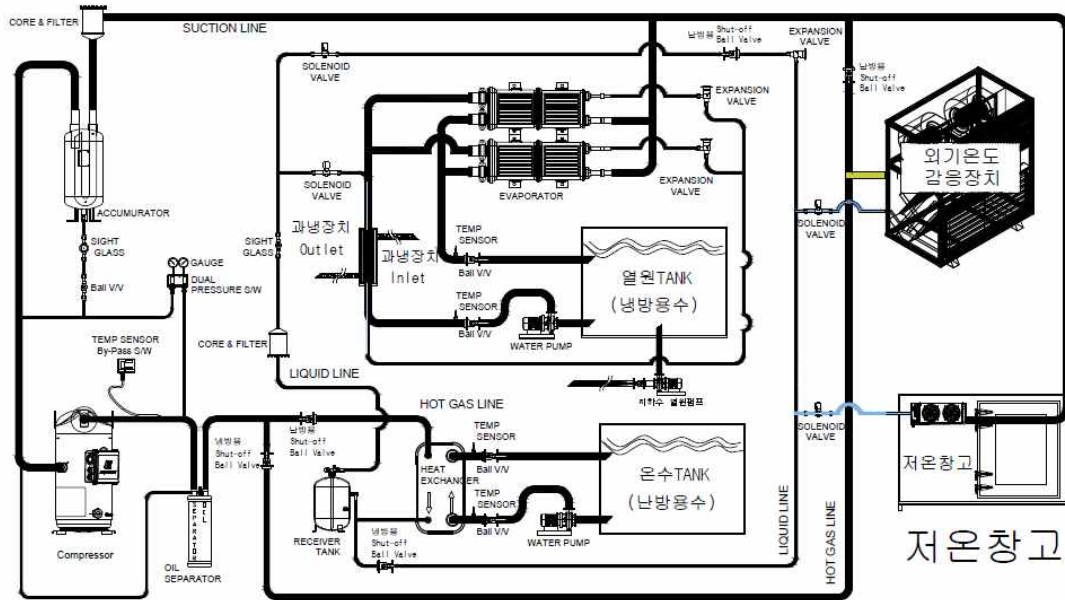 CORE & FILTER
SUCTION LINE
SOLENOID
VALVE
난방용
Shut-off
Ball Valve
EXPANSION
VALVE
난방용
Shut-off
Ball Valve
EXPANSION
VALVE
외기온도
감응장치
SOLENOID
VALVE
EVAPORATOR
EXPANSION
VALVE
ACCUMURATOR
SIGHT
GLASS
GAUGE
DUAL
PRESSURE S/W
Ball V/V
SIGHT
GLASS
과냉장치
Outlet
과냉장치
Inlet
TEMP
SENSOR
Ball V/V
열원TANK
(냉방용수)
SOLENOID
VALVE
TEMP
SENSOR
Ball V/V
WATER PUMP
TEMP SENSOR
By-Pass S/W
CORE & FILTER
LIQUID LINE
지하수 열원펌프
HOT GAS LINE
SOLENOID
VALVE
냉방용
Shut-off
Ball Valve
난방용
Shut-off
Ball Valve
HEAT
EXCHANGER
TEMP
SENSOR
Ball V/V
온수TANK
(난방용수)
TEMP
SENSOR
Ball V/V
WATER PUMP
저온창고
Compressor
OIL
SEPARATOR
OIL
SEPARATOR
RECEIVER
TANK
냉방용
Shut-off
Ball Valve
LIQUID LINE
HOT GAS LINE
저온창고